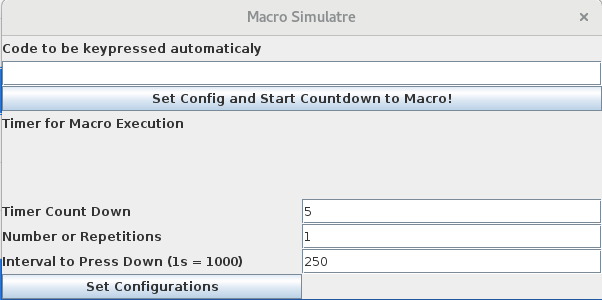 Macro Simulatre
Code to be keypressed automaticaly
Set Config and Start Countdown to Macro!
Timer for Macro Execution
Timer Count Down 5
Number or Repetitions 1
Interval to Press Down (1s = 1000) 250
Set Configurations